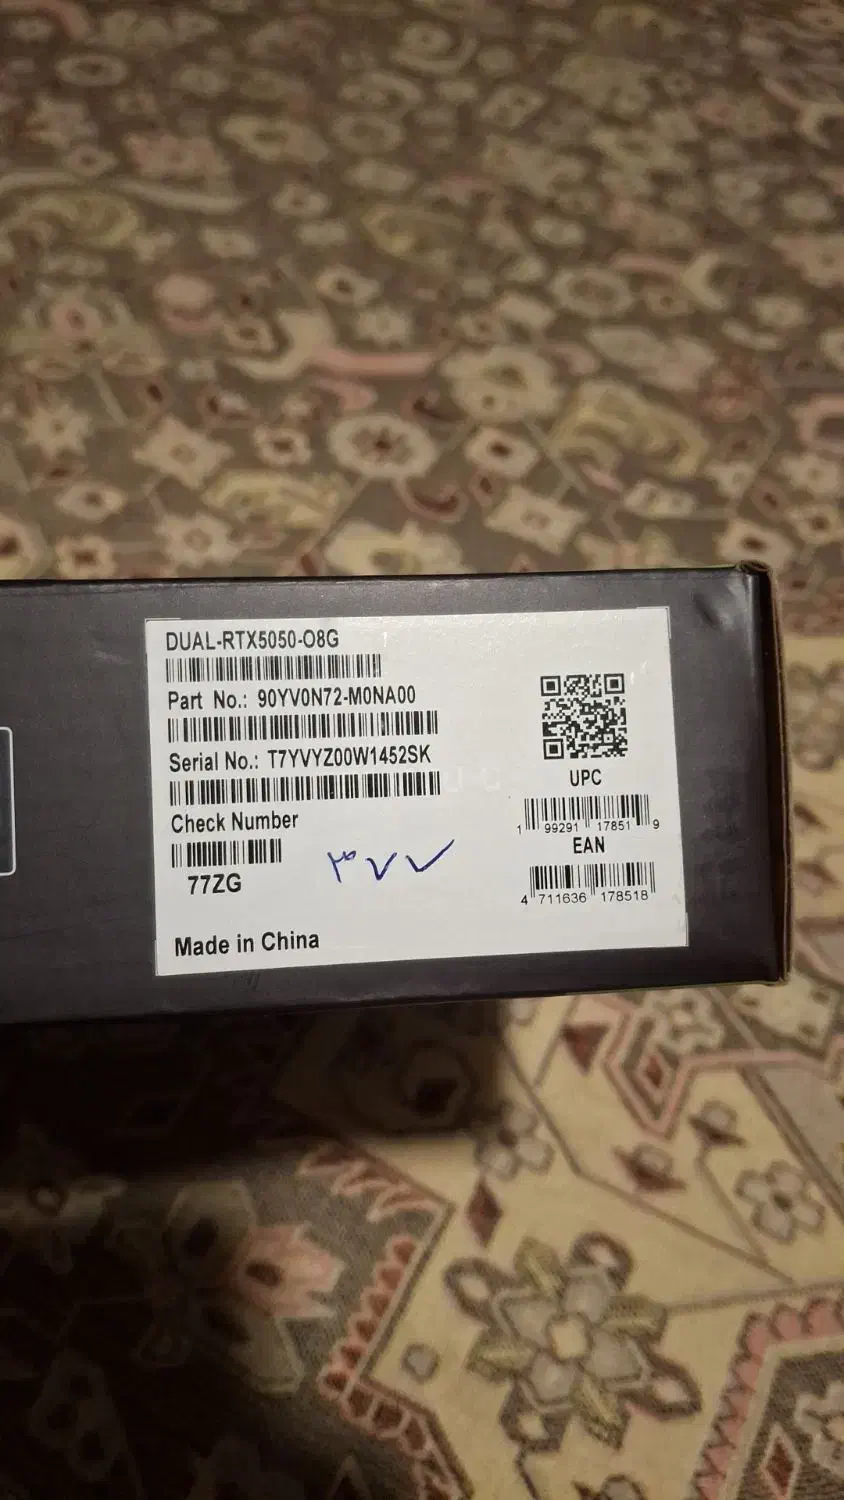 DUAL-RTX5050-O8G
Part No.: 90YV0N72-M0NA00
Serial No.: T7YVYZ00W1452SK
Check Number
77ZG
۳۷۷
Made in China
UPC
1 99291 17851 9
EAN
4 711636 178518